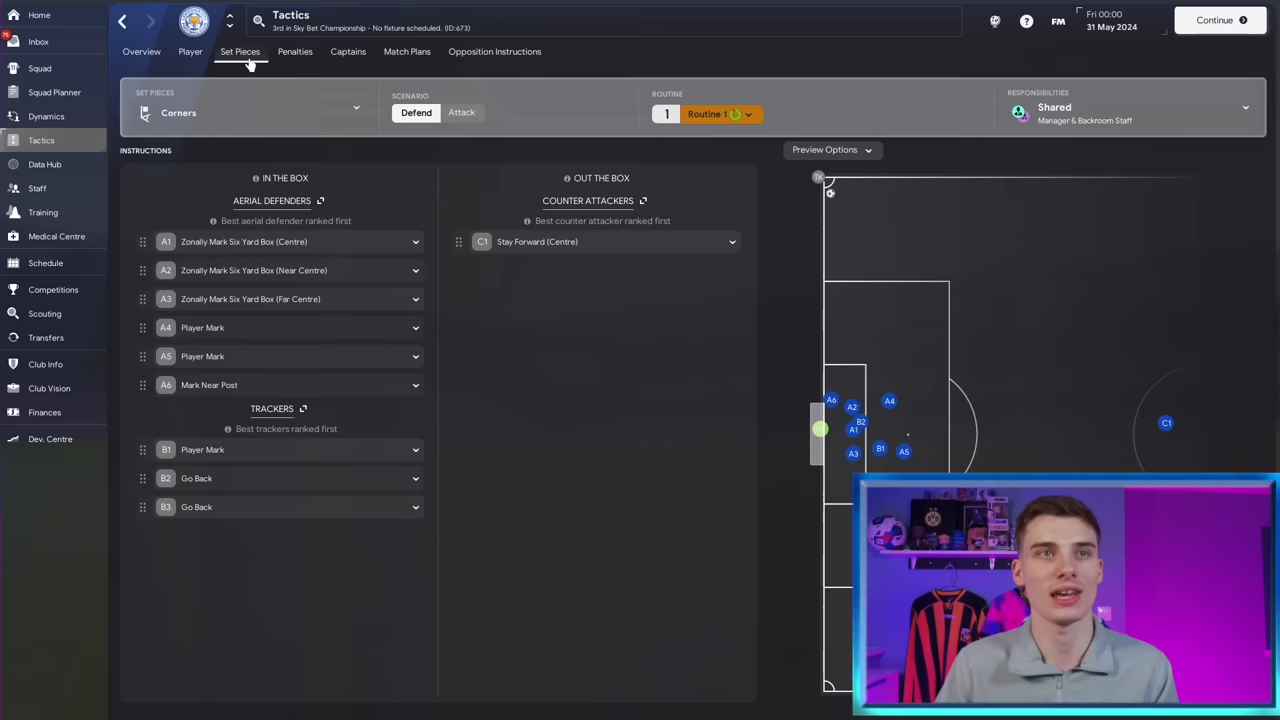 Tactics
3rd in Sky Bet Championship - No fixture scheduled. (ID:673)
FM
Fri 00:00
31 May 2024
Continue
75
Inbox
Home
Squad
Squad Planner
Dynamics
Tactics
Data Hub
Staff
Training
Medical Centre
Schedule
Competitions
Scouting
Transfers
Club Info
Club Vision
Finances
Dev. Centre
Overview
Player
Set Pieces
Penalties
Captains
Match Plans
Opposition Instructions
SET PIECES
Corners
SCENARIO
Defend
Attack
ROUTINE
1
Routine 1
RESPONSIBILITIES
Shared
Manager & Backroom Staff
INSTRUCTIONS
IN THE BOX
AERIAL DEFENDERS
Best aerial defender ranked first
A1 Zonally Mark Six Yard Box (Centre)
A2 Zonally Mark Six Yard Box (Near Centre)
A3 Zonally Mark Six Yard Box (Far Centre)
A4 Player Mark
A5 Player Mark
A6 Mark Near Post
TRACKERS
Best trackers ranked first
B1 Player Mark
B2 Go Back
B3 Go Back
OUT THE BOX
COUNTER ATTACKERS
Best counter attacker ranked first
C1 Stay Forward (Centre)
Preview Options
TK
A6
A2
A4
B2
A1
C1
A3
B1
A5